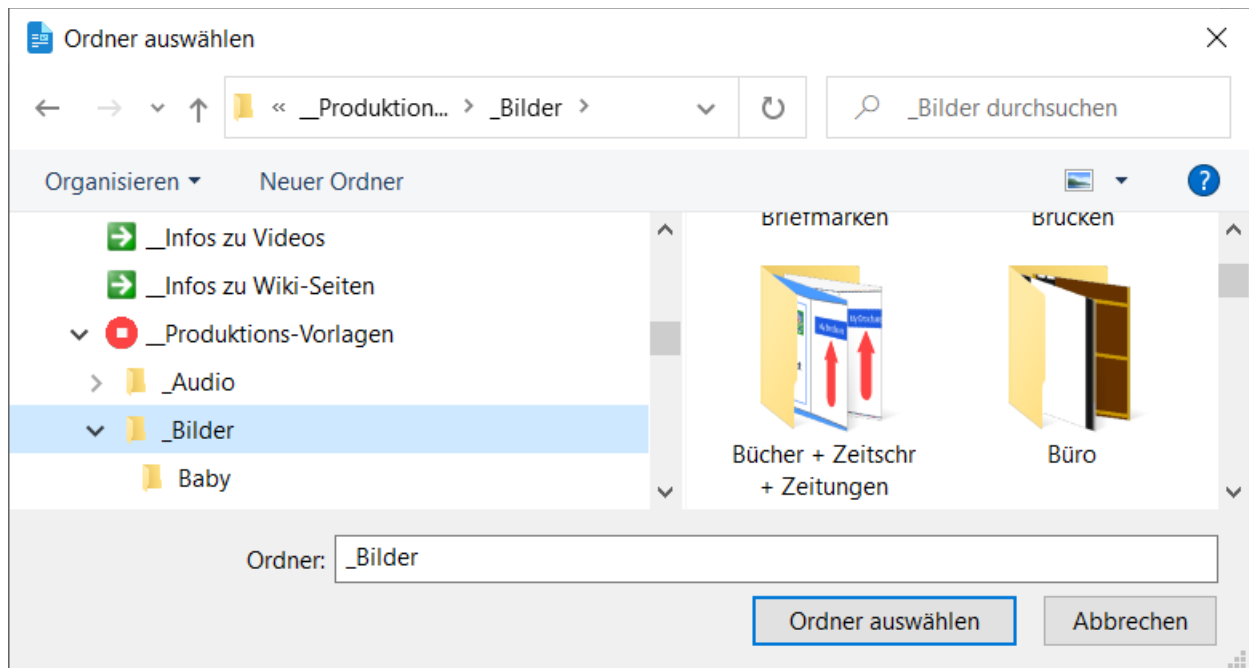 Ordner auswählen
« __Produktion... > _Bilder >
_Bilder durchsuchen
Organisieren
Neuer Ordner
?
__Infos zu Videos
__Infos zu Wiki-Seiten
__Produktions-Vorlagen
_Audio
_Bilder
Baby
Briefmarken
Brücken
Bücher + Zeitschr
+ Zeitungen
Büro
Ordner: _Bilder
Ordner auswählen
Abbrechen